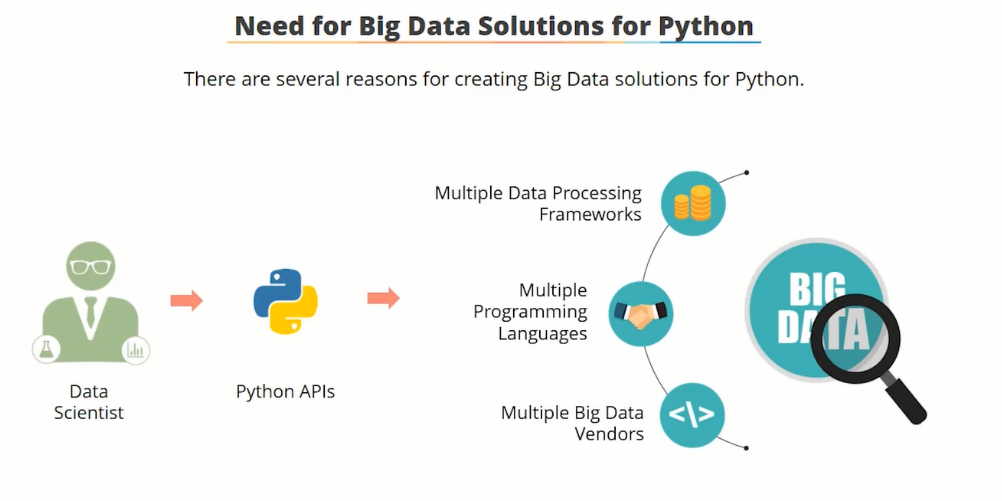 Need for Big Data Solutions for Python
There are several reasons for creating Big Data solutions for Python.
Multiple Data Processing
Frameworks
Multiple
Programming
Languages
Multiple Big Data
Vendors
Data
Scientist
Python APIs
</>
BIG
DATA